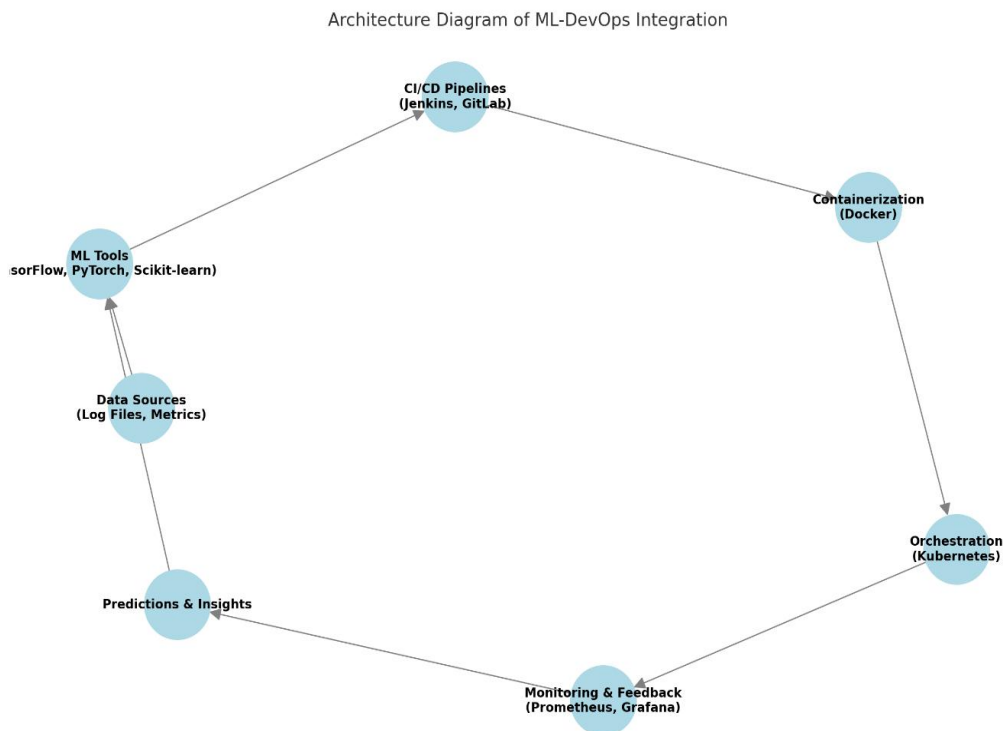 Architecture Diagram of ML-DevOps Integration
CI/CD Pipelines
(Jenkins, GitLab)
Containerization
(Docker)
ML Tools
sorFlow, PyTorch, Scikit-learn)
Data Sources
(Log Files, Metrics)
Orchestration
(Kubernetes)
Predictions & Insights
Monitoring & Feedback
(Prometheus, Grafana)